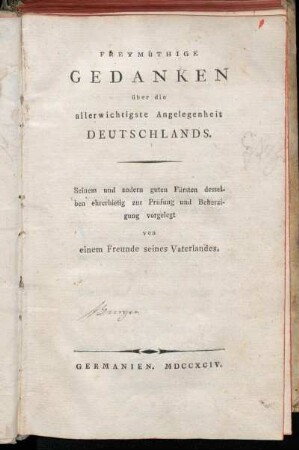 FREYMÜTHIGE
GEDANKEN
über die
allerwichtigste Angelegenheit
DEUTSCHLANDS.
Seinem und andern guten Fürsten dessel-
ben ehrerbietig zur Prüfung und Beherzi-
gung vorgelegt
von
einem Freunde seines Vaterlandes.
GERMANIEN, MDCCXCIV.